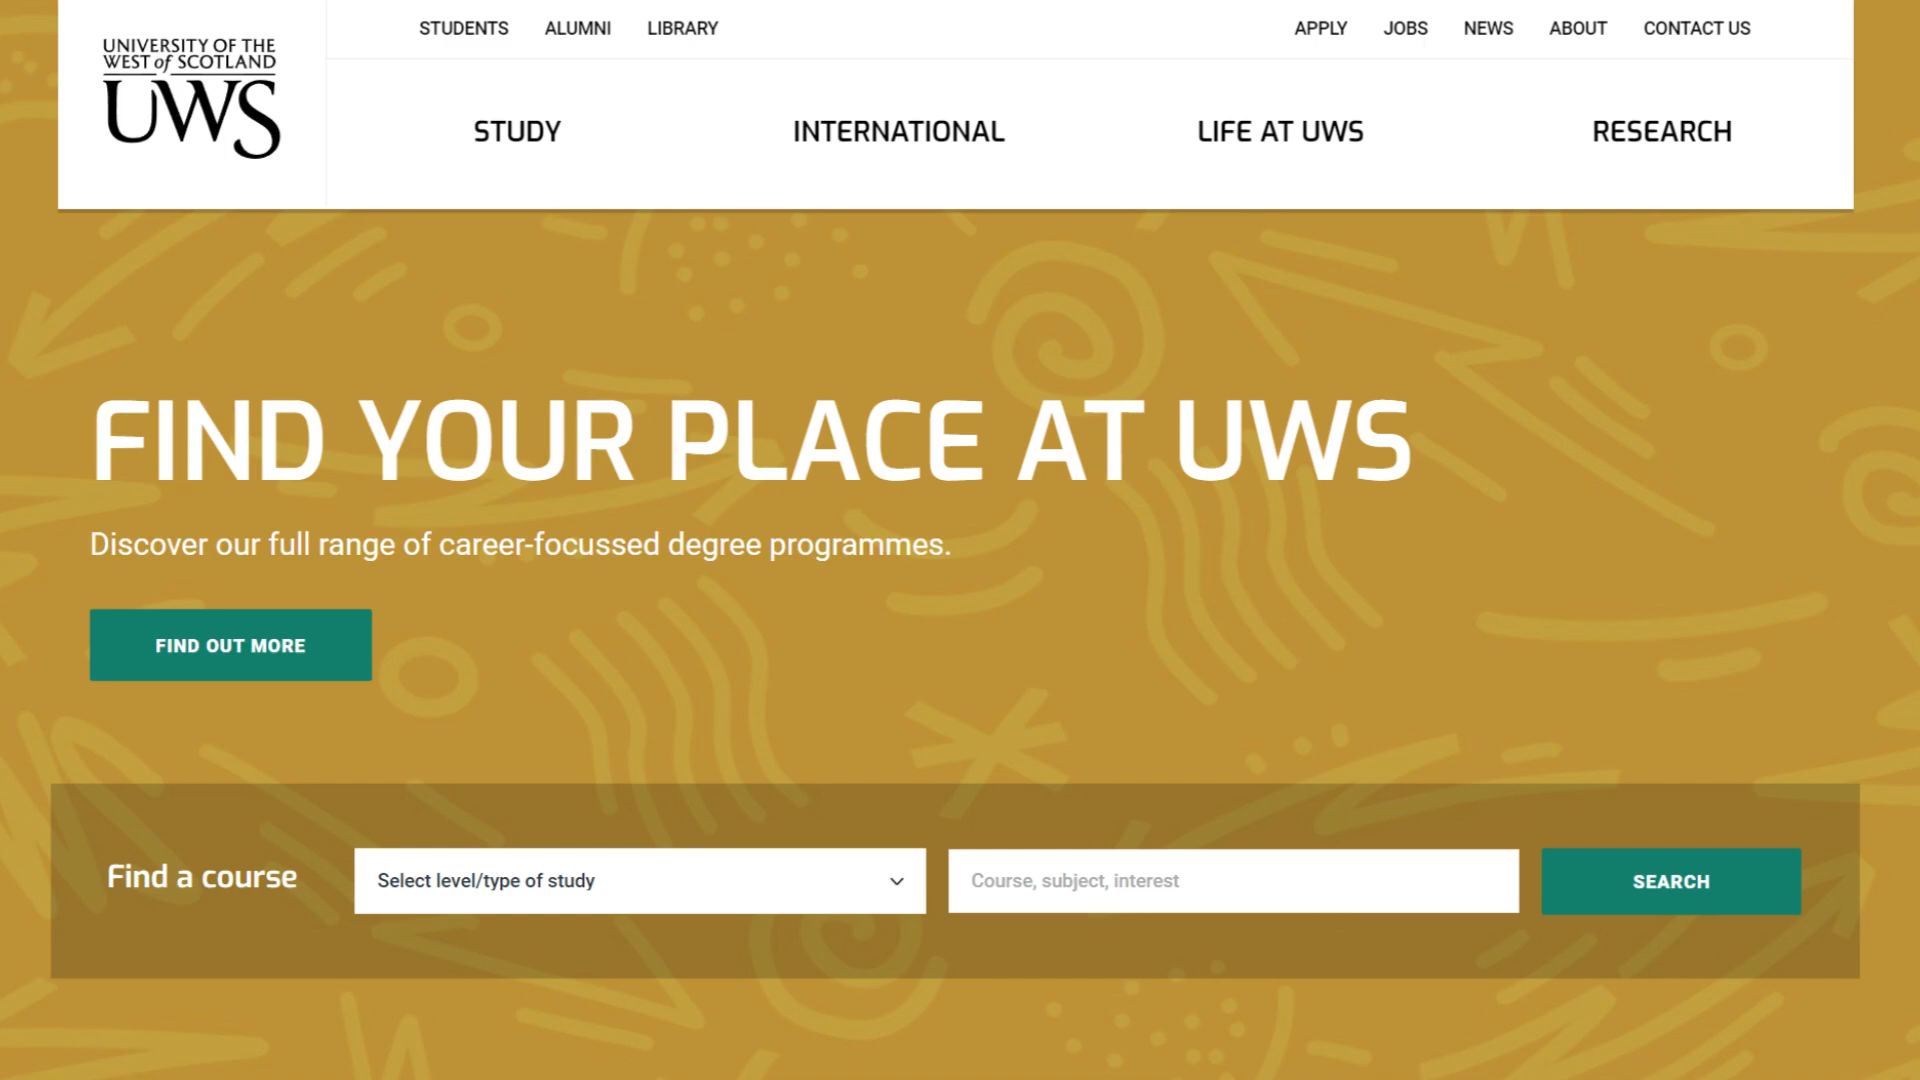 UNIVERSITY OF THE
WEST of SCOTLAND
UWS
STUDENTS ALUMNI LIBRARY APPLY JOBS NEWS ABOUT CONTACT US
STUDY INTERNATIONAL LIFE AT UWS RESEARCH
FIND YOUR PLACE AT UWS
Discover our full range of career-focussed degree programmes.
FIND OUT MORE
Find a course Select level/type of study Course, subject, interest SEARCH